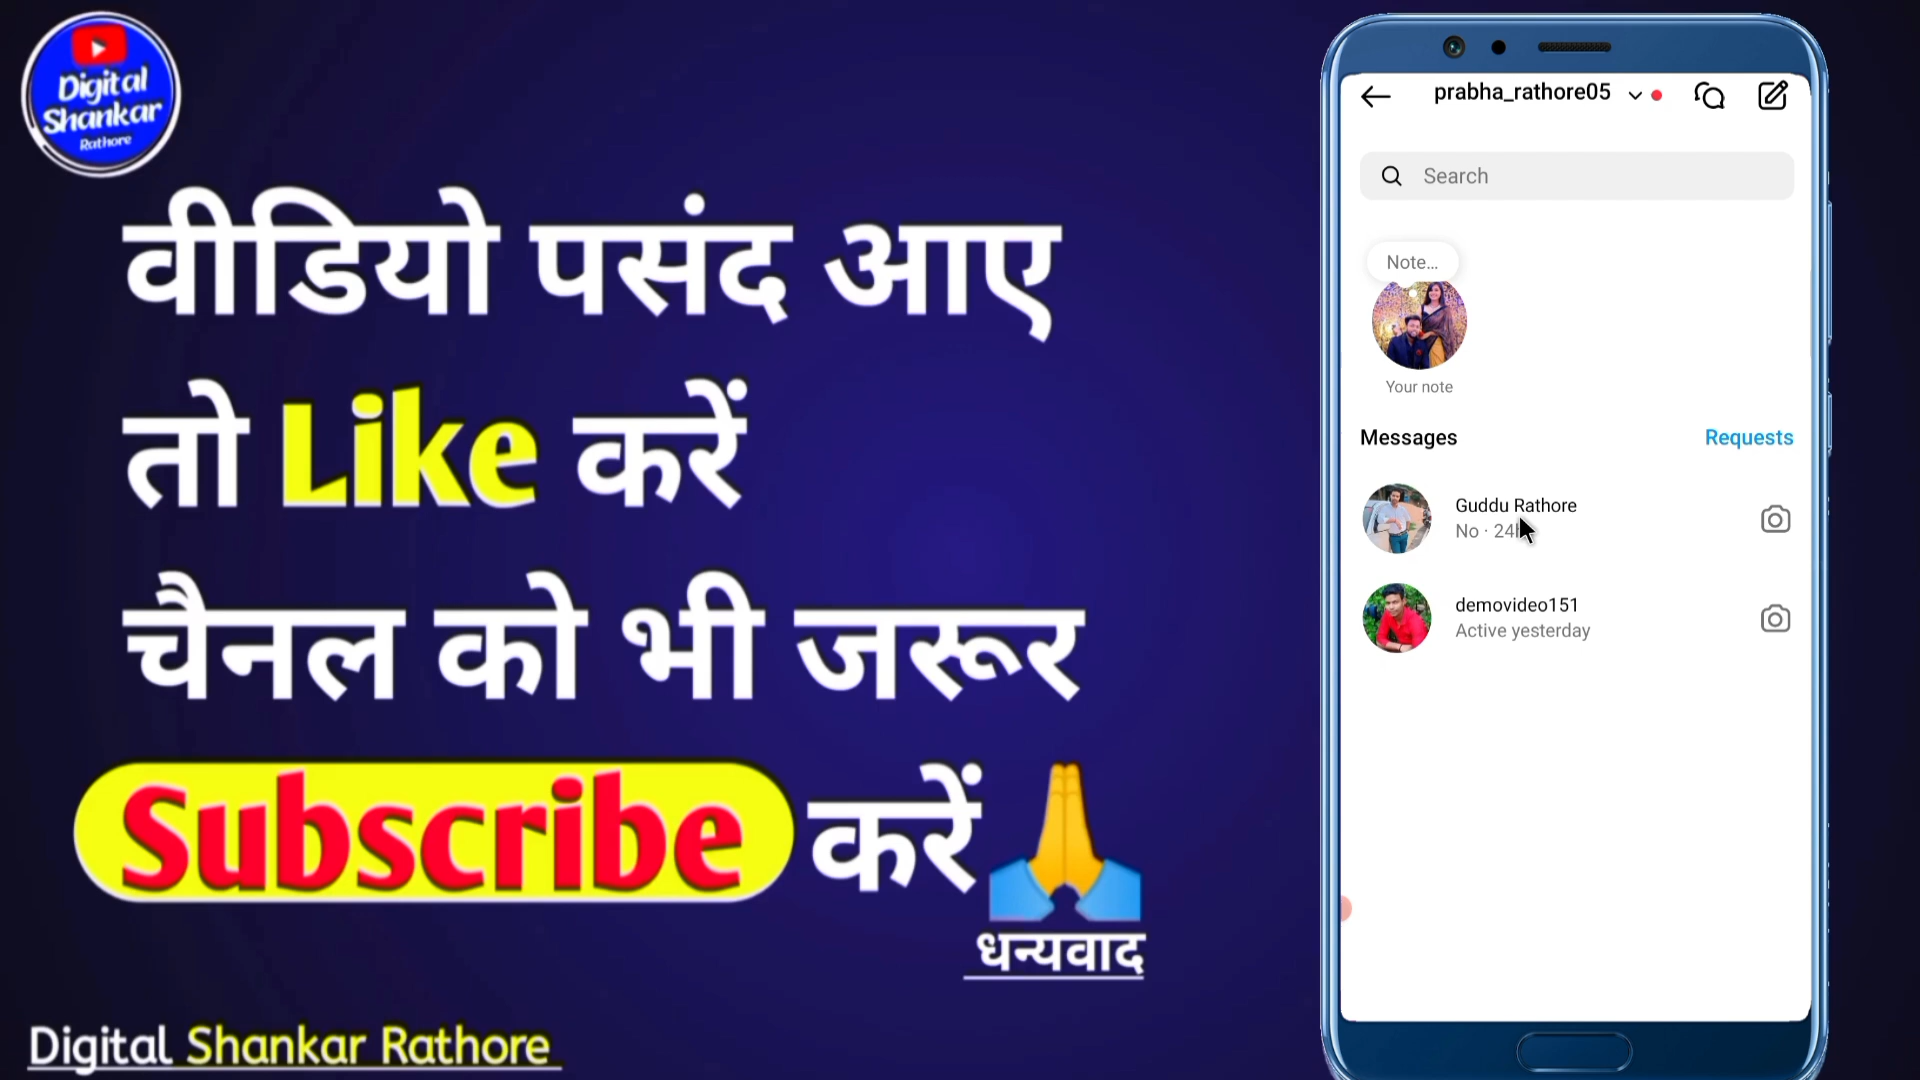 Digital
Shankar
Rathore
वीडियो पसंद आए
तो Like करें
चैनल को भी जरूर
Subscribe करें
धन्यवाद
Digital Shankar Rathore
prabha_rathore05
Search
Note...
Your note
Messages
Requests
Guddu Rathore
No · 24h
demovideo151
Active yesterday